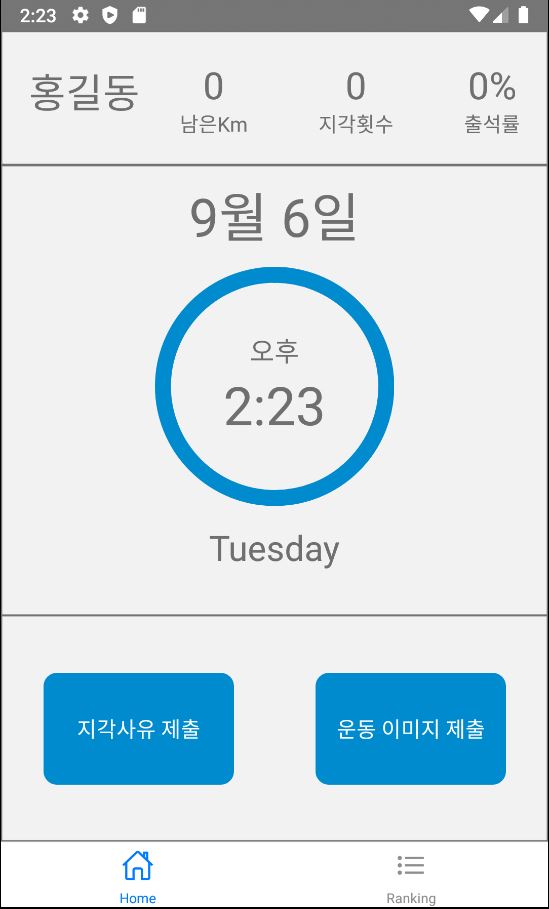 2:23
홍길동
0
남은Km
0
지각횟수
0%
출석률
9월 6일
오후
2:23
Tuesday
지각사유 제출
운동 이미지 제출
Home
Ranking